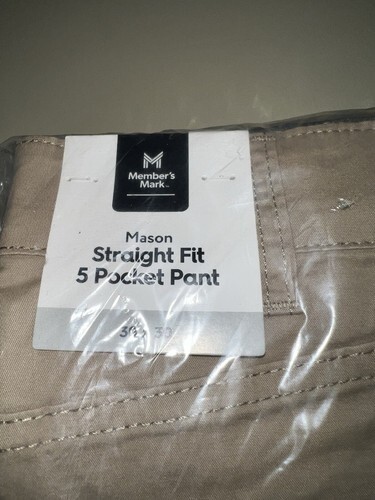 Member's
Mark
Mason
Straight Fit
5 Pocket Pant